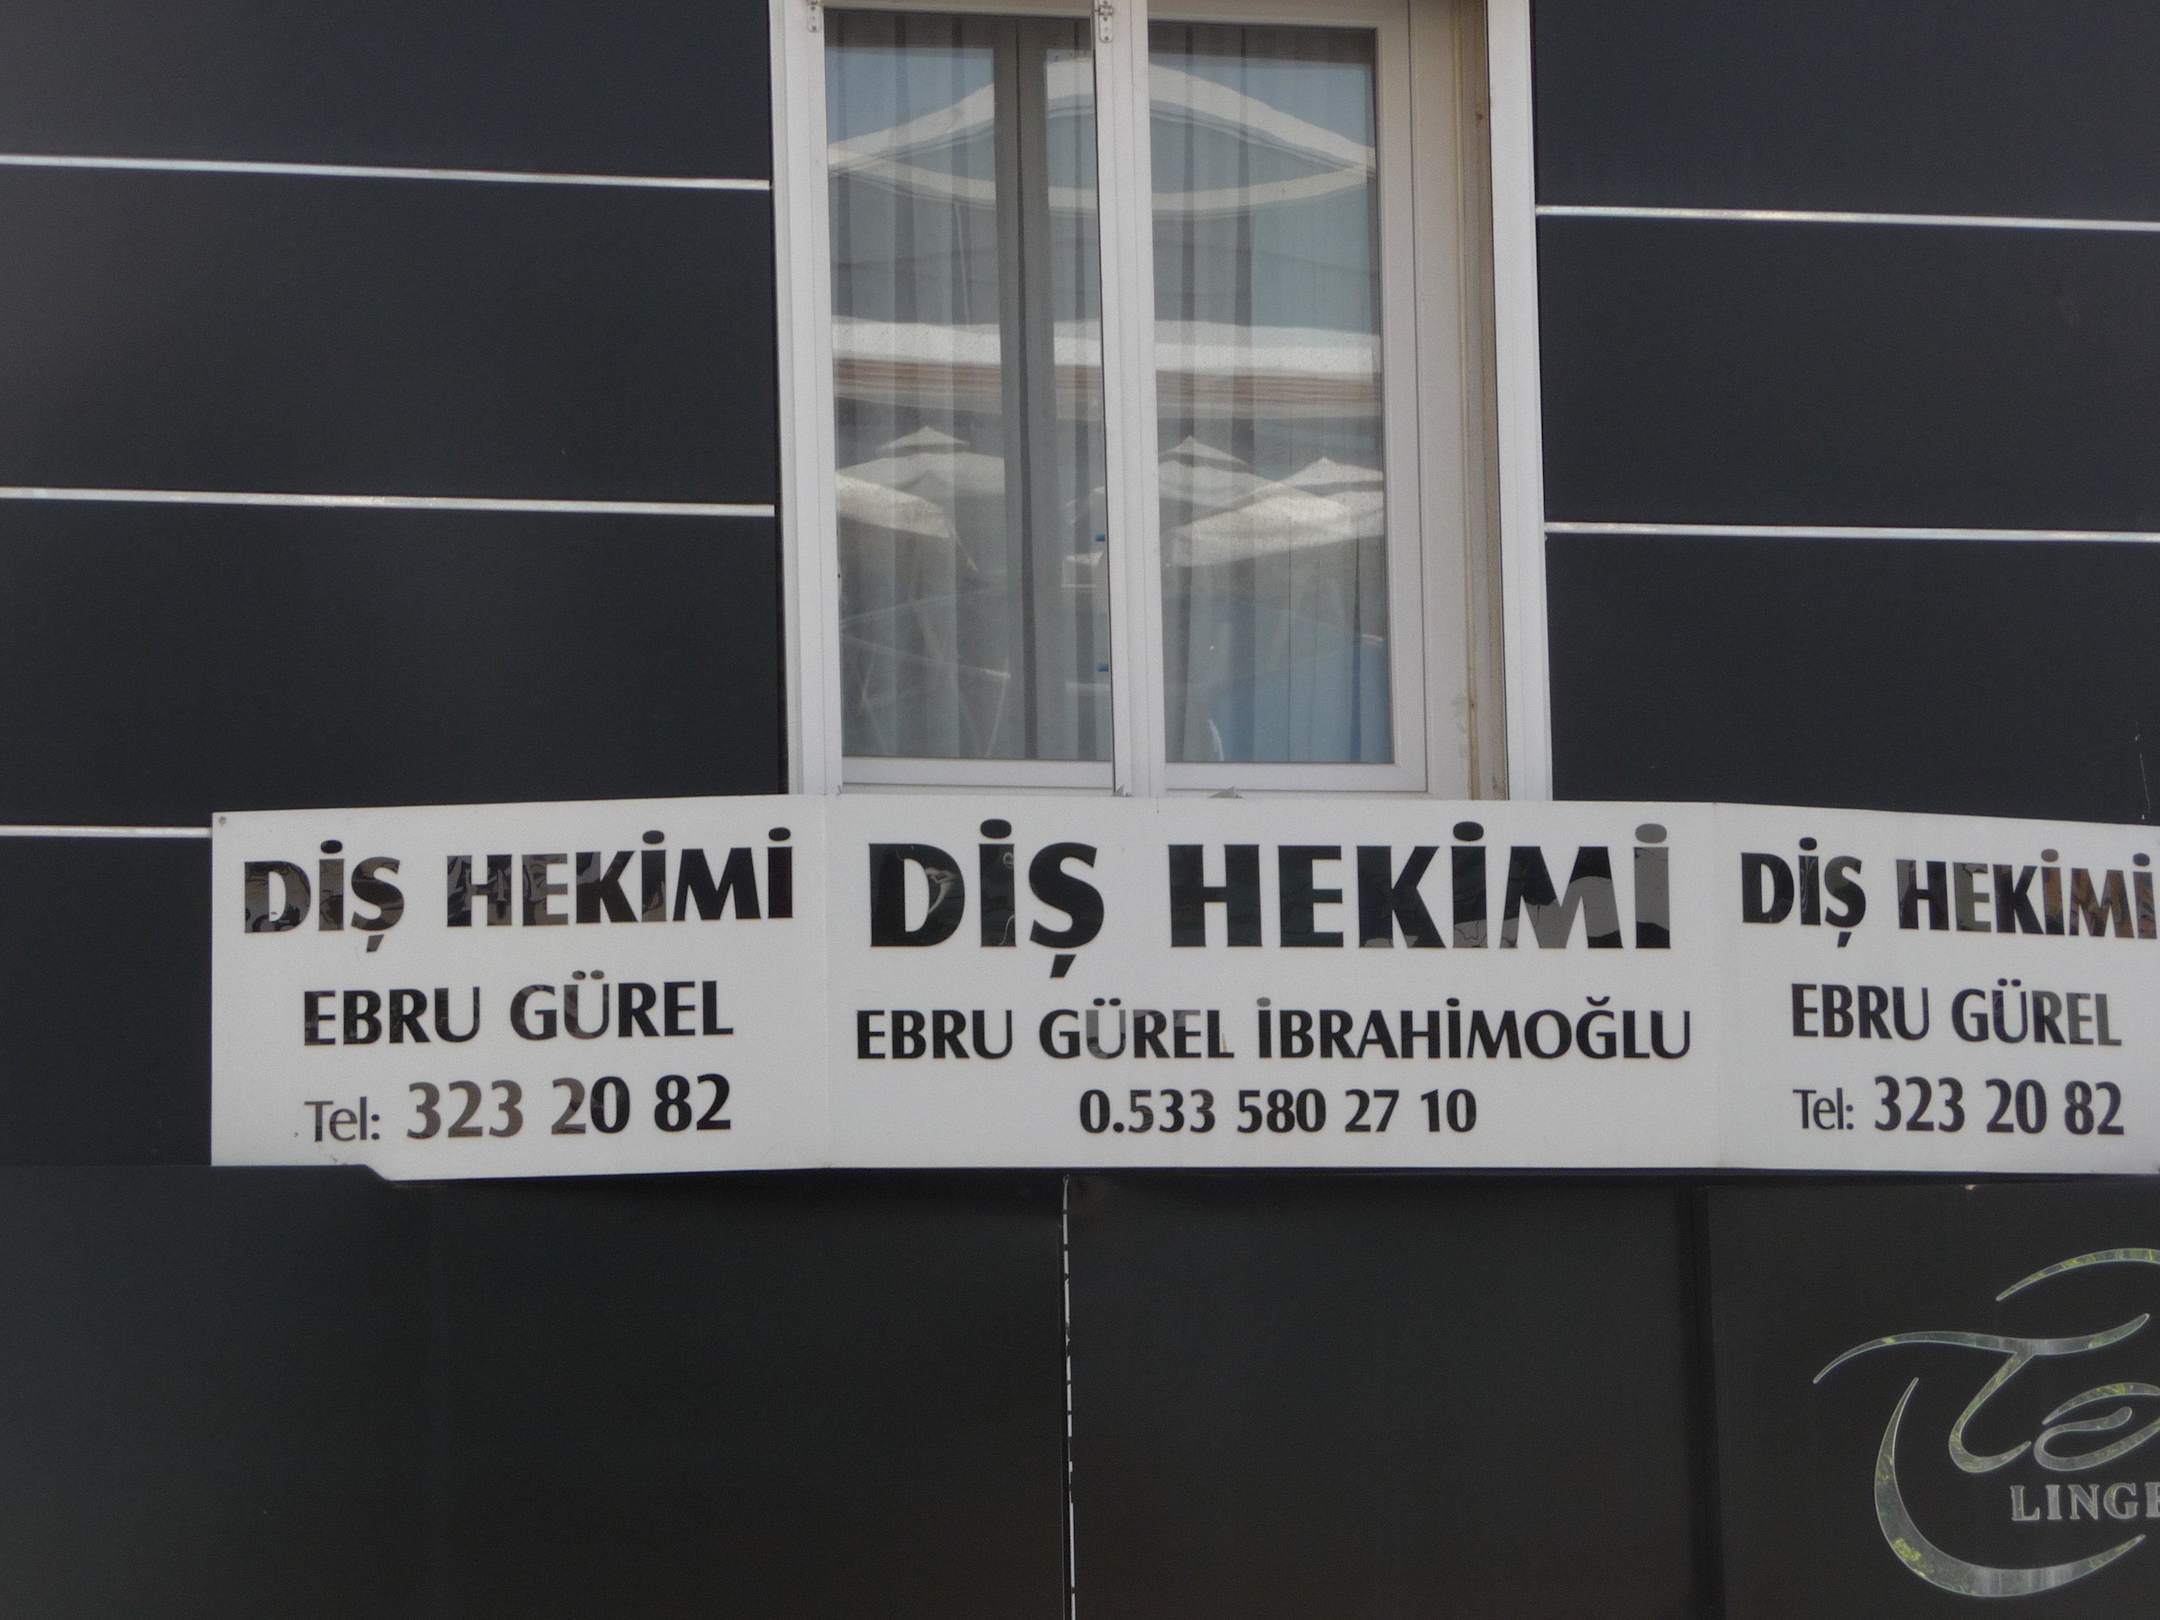 DİŞ HEKİMİ
EBRU GÜREL
Tel: 323 20 82
DİŞ HEKİMİ
EBRU GÜREL İBRAHİMOĞLU
0.533 580 27 10
DİŞ HEKİMİ
EBRU GÜREL
Tel: 323 20 82